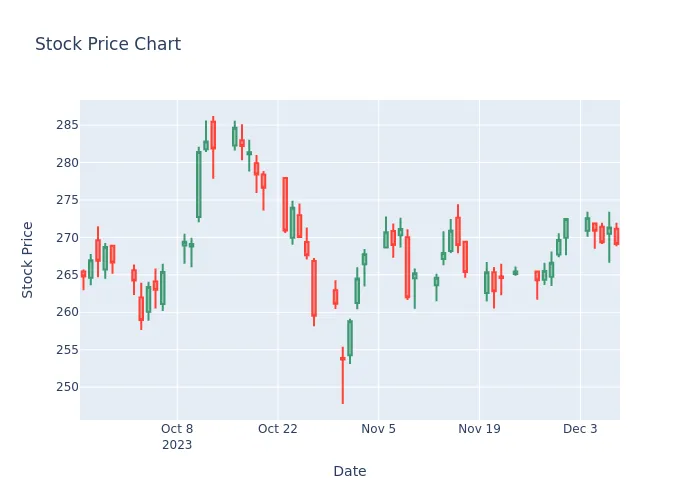 Stock Price Chart
285
280
275
270
265
260
255
250
Stock Price
Oct 8
2023
Oct 22
Nov 5
Nov 19
Dec 3
Date